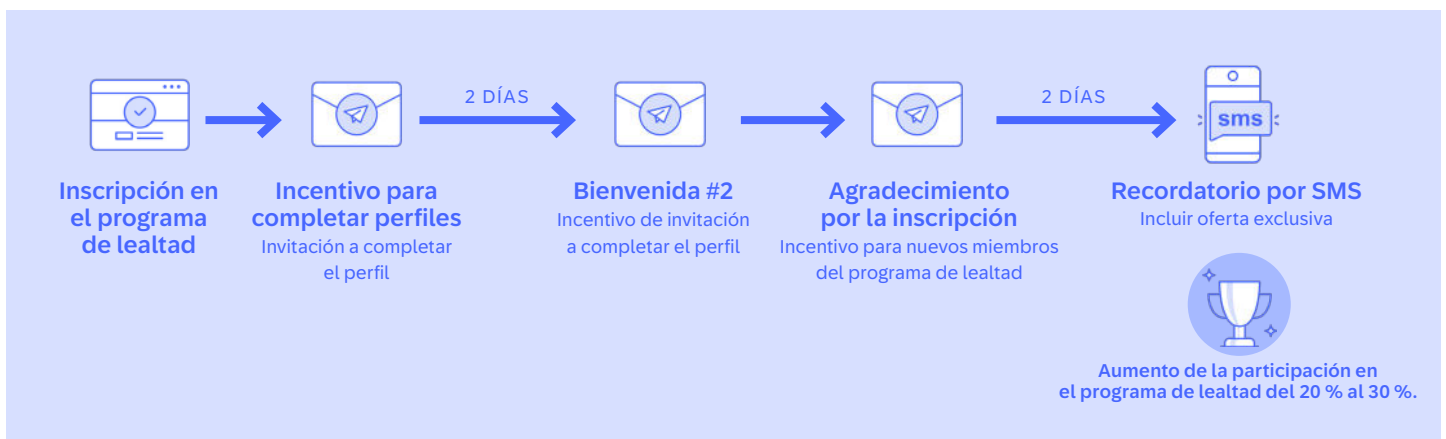 2 DÍAS
2 DÍAS
sms
Inscripción en
el programa
de lealtad
Incentivo para
completar perfiles
Invitación a completar
el perfil
Bienvenida #2
Incentivo de invitación
a completar el perfil
Agradecimiento
por la inscripción
Incentivo para nuevos miembros
del programa de lealtad
Recordatorio por SMS
Incluir oferta exclusiva
Aumento de la participación en
el programa de lealtad del 20 % al 30 %.